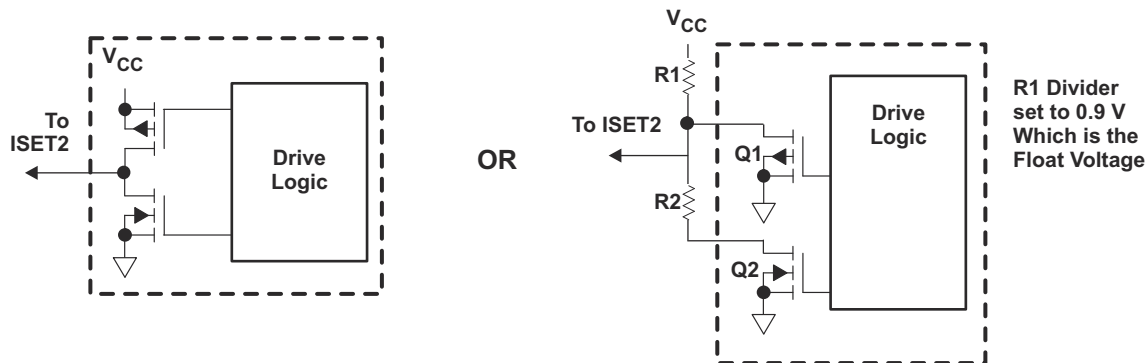 VCC
To
ISET2
Drive
Logic
OR
VCC
R1
To ISET2
Q1
R2
Q2
Drive
Logic
R1 Divider
set to 0.9 V
Which is the
Float Voltage